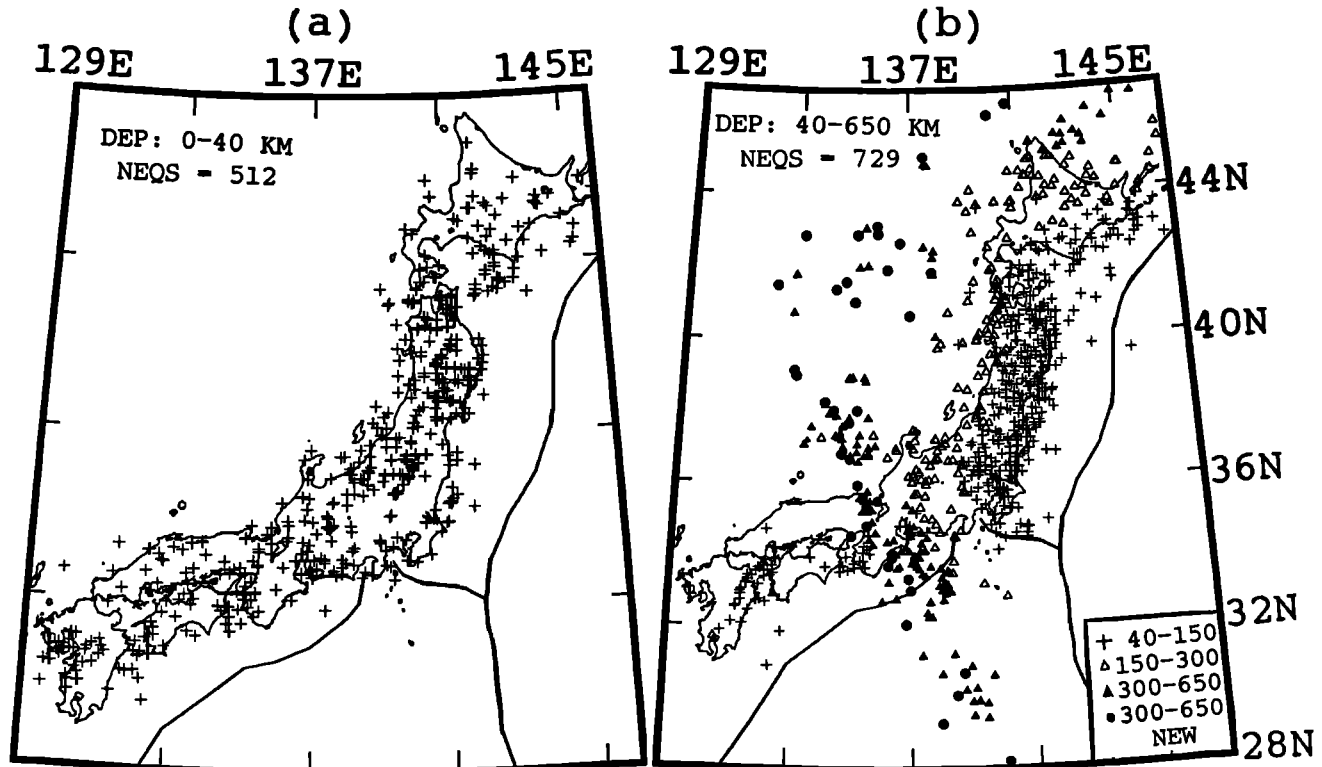 (a)
129E 137E 145E
DEP: 0-40 KM
NEQS = 512
(b)
129E 137E 145E
DEP: 40-650 KM
NEQS = 729
44N
40N
36N
32N
28N
+ 40-150
△ 150-300
▲ 300-650
● 300-650
NEW